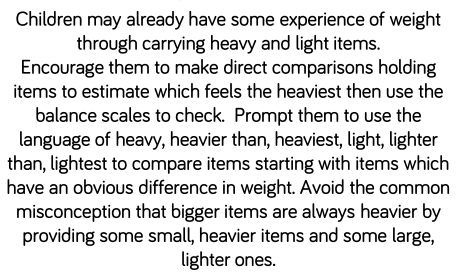 Children may already have some experience of weight
through carrying heavy and light items.
Encourage them to make direct comparisons holding
items to estimate which feels the heaviest then use the
balance scales to check.  Prompt them to use the
language of heavy, heavier than, heaviest, light, lighter
than, lightest to compare items starting with items which
have an obvious difference in weight. Avoid the common
misconception that bigger items are always heavier by
providing some small, heavier items and some large,
lighter ones.